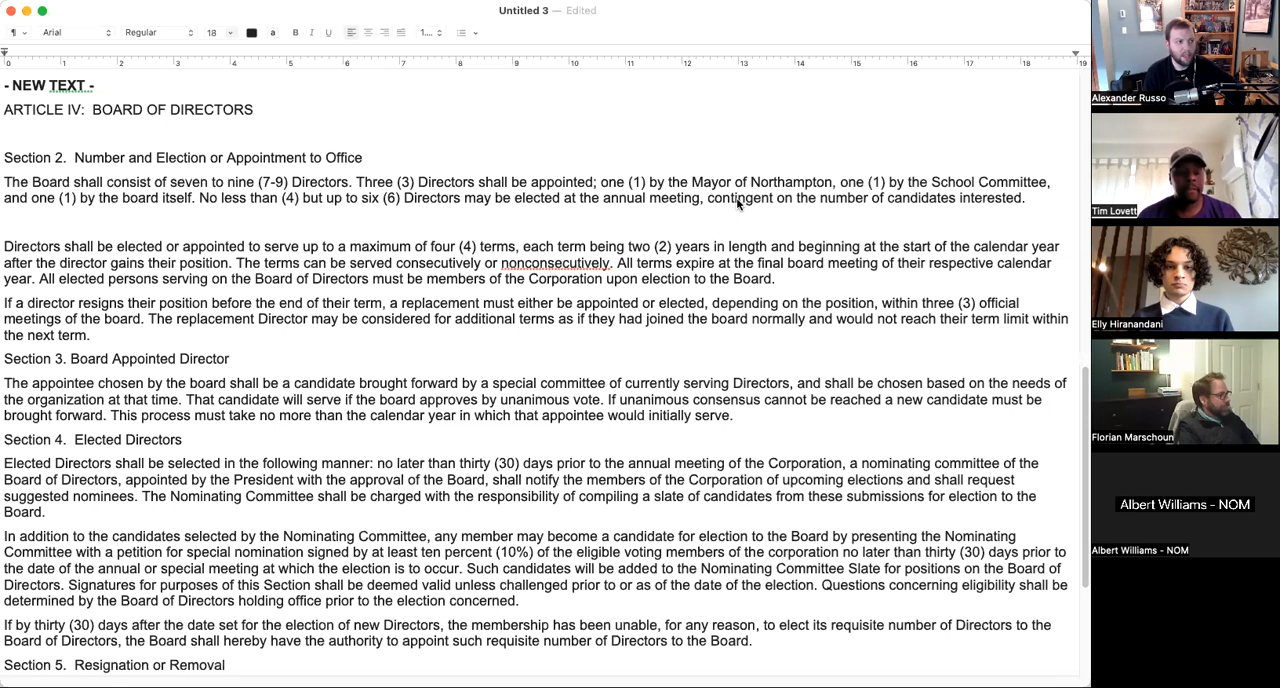 Untitled 3 — Edited
¶ Arial Regular 18 a B I U 1....
0 1 2 3 4 5 6 7 8 9 10 11 12 13 14 15 16 17 18 19
- NEW TEXT -
ARTICLE IV:  BOARD OF DIRECTORS
Section 2.  Number and Election or Appointment to Office
The Board shall consist of seven to nine (7-9) Directors. Three (3) Directors shall be appointed; one (1) by the Mayor of Northampton, one (1) by the School Committee,
and one (1) by the board itself. No less than (4) but up to six (6) Directors may be elected at the annual meeting, contingent on the number of candidates interested.
Directors shall be elected or appointed to serve up to a maximum of four (4) terms, each term being two (2) years in length and beginning at the start of the calendar year
after the director gains their position. The terms can be served consecutively or nonconsecutively. All terms expire at the final board meeting of their respective calendar
year. All elected persons serving on the Board of Directors must be members of the Corporation upon election to the Board.
If a director resigns their position before the end of their term, a replacement must either be appointed or elected, depending on the position, within three (3) official
meetings of the board. The replacement Director may be considered for additional terms as if they had joined the board normally and would not reach their term limit within
the next term.
Section 3. Board Appointed Director
The appointee chosen by the board shall be a candidate brought forward by a special committee of currently serving Directors, and shall be chosen based on the needs of
the organization at that time. That candidate will serve if the board approves by unanimous vote. If unanimous consensus cannot be reached a new candidate must be
brought forward. This process must take no more than the calendar year in which that appointee would initially serve.
Section 4.  Elected Directors
Elected Directors shall be selected in the following manner: no later than thirty (30) days prior to the annual meeting of the Corporation, a nominating committee of the
Board of Directors, appointed by the President with the approval of the Board, shall notify the members of the Corporation of upcoming elections and shall request
suggested nominees. The Nominating Committee shall be charged with the responsibility of compiling a slate of candidates from these submissions for election to the
Board.
In addition to the candidates selected by the Nominating Committee, any member may become a candidate for election to the Board by presenting the Nominating
Committee with a petition for special nomination signed by at least ten percent (10%) of the eligible voting members of the corporation no later than thirty (30) days prior to
the date of the annual or special meeting at which the election is to occur. Such candidates will be added to the Nominating Committee Slate for positions on the Board of
Directors. Signatures for purposes of this Section shall be deemed valid unless challenged prior to or as of the date of the election. Questions concerning eligibility shall be
determined by the Board of Directors holding office prior to the election concerned.
If by thirty (30) days after the date set for the election of new Directors, the membership has been unable, for any reason, to elect its requisite number of Directors to the
Board of Directors, the Board shall hereby have the authority to appoint such requisite number of Directors to the Board.
Section 5.  Resignation or Removal
Alexander Russo
Tim Lovett
Elly Hiranandani
Florian Marschoun
Albert Williams - NOM
Albert Williams - NOM